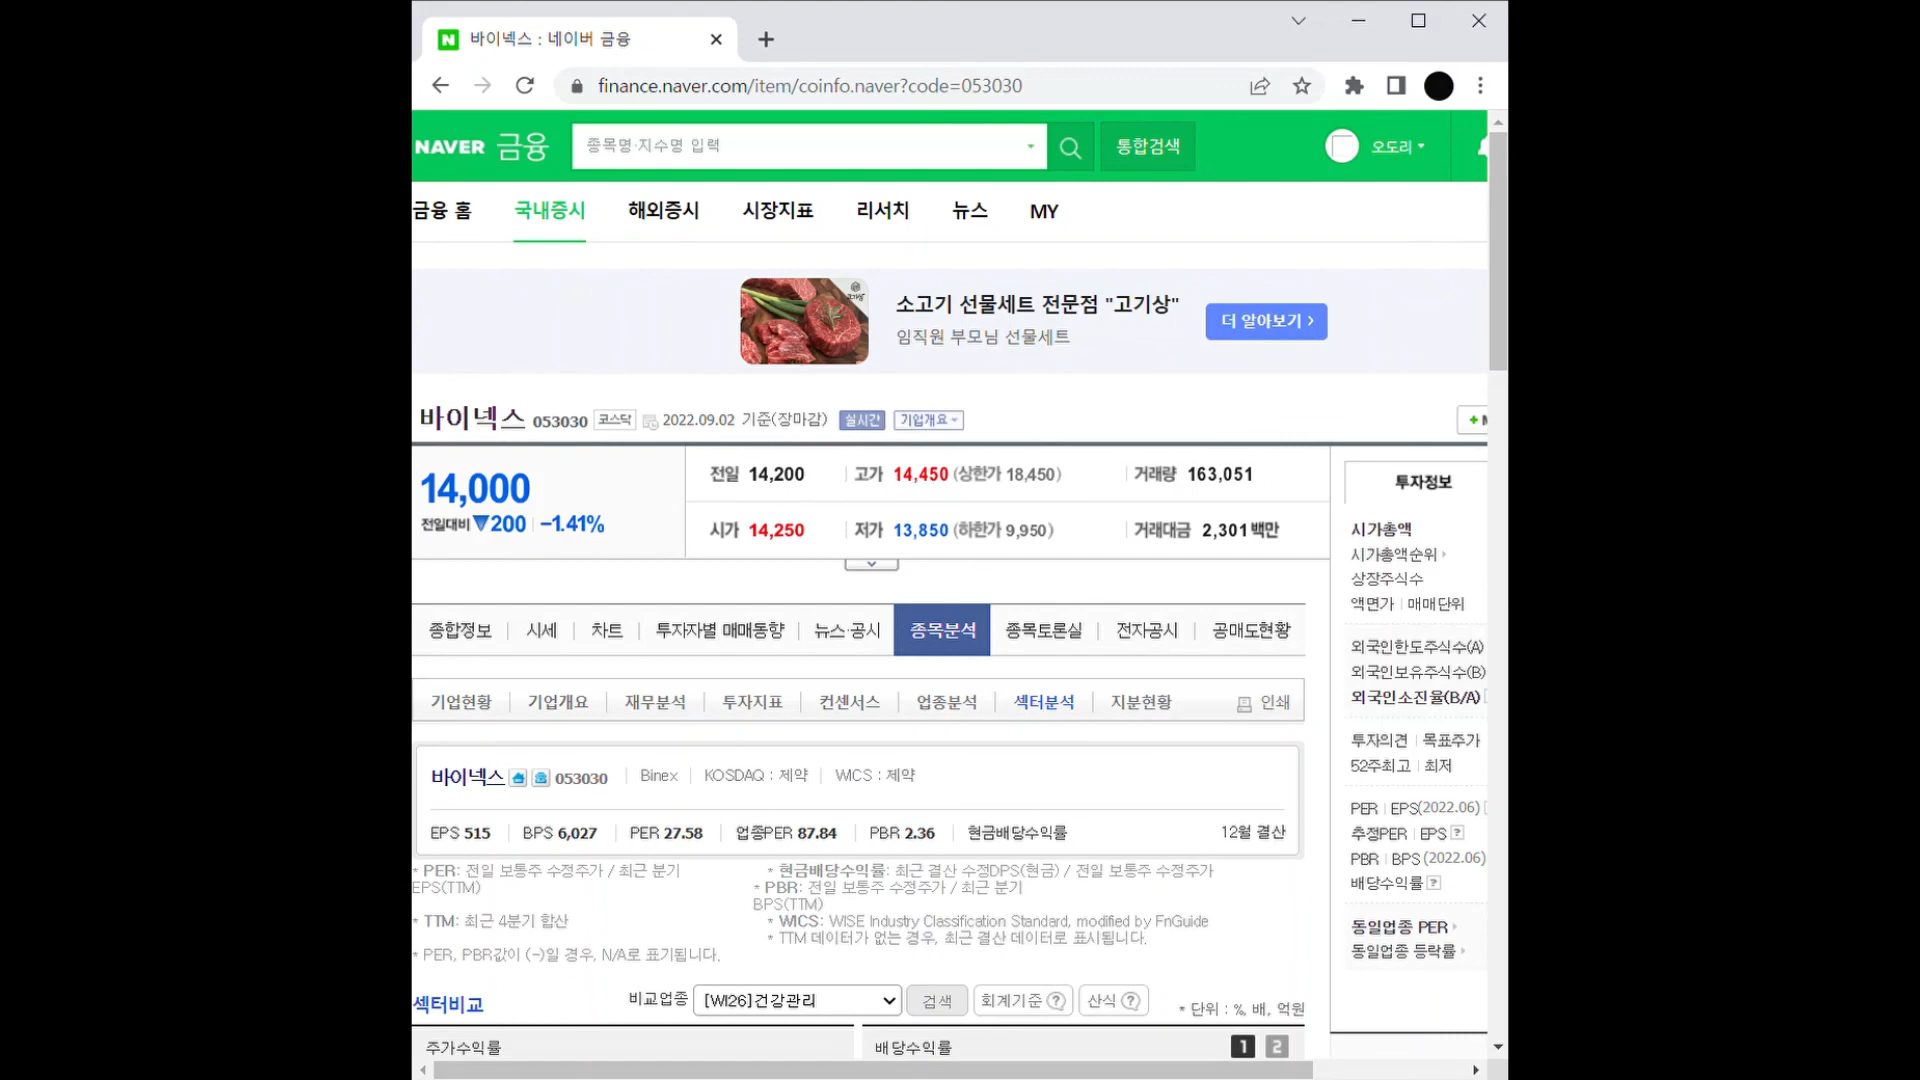 바이넥스 : 네이버 금융
finance.naver.com/item/coinfo.naver?code=053030
NAVER 금융
종목명·지수명 입력
통합검색
오도리
금융 홈 국내증시 해외증시 시장지표 리서치 뉴스 MY
소고기 선물세트 전문점 "고기상"
임직원 부모님 선물세트
더 알아보기 >
바이넥스 053030 코스닥 2022.09.02 기준(장마감) 실시간 기업개요
14,000
전일대비 ▼200 -1.41%
전일 14,200 고가 14,450 (상한가 18,450) 거래량 163,051
시가 14,250 저가 13,850 (하한가 9,950) 거래대금 2,301 백만
종합정보 시세 차트 투자자별 매매동향 뉴스·공시 종목분석 종목토론실 전자공시 공매도현황
기업현황 기업개요 재무분석 투자지표 컨센서스 업종분석 섹터분석 지분현황 인쇄
바이넥스 053030 Binex KOSDAQ : 제약 WICS : 제약
EPS 515 BPS 6,027 PER 27.58 업종PER 87.84 PBR 2.36 현금배당수익률 12월 결산
* PER: 전일 보통주 수정주가 / 최근 분기
EPS(TTM)
* TTM: 최근 4분기 합산
* PER, PBR값이 (-)일 경우, N/A로 표기됩니다.
* 현금배당수익률: 최근 결산 수정DPS(현금) / 전일 보통주 수정주가
* PBR: 전일 보통주 수정주가 / 최근 분기
BPS(TTM)
* WICS: WISE Industry Classification Standard, modified by FnGuide
* TTM 데이터가 없는 경우, 최근 결산 데이터로 표시됩니다.
섹터비교 비교업종 [WI26]건강관리 검색 회계기준 ? 산식 ? * 단위 : %, 배, 억원
주가수익률 배당수익률 1 2
투자정보
시가총액
시가총액순위
상장주식수
액면가 매매단위
외국인한도주식수(A)
외국인보유주식수(B)
외국인소진율(B/A)
투자의견 목표주가
52주최고 최저
PER EPS(2022.06)
추정PER EPS ?
PBR BPS (2022.06)
배당수익률 ?
동일업종 PER
동일업종 등락률